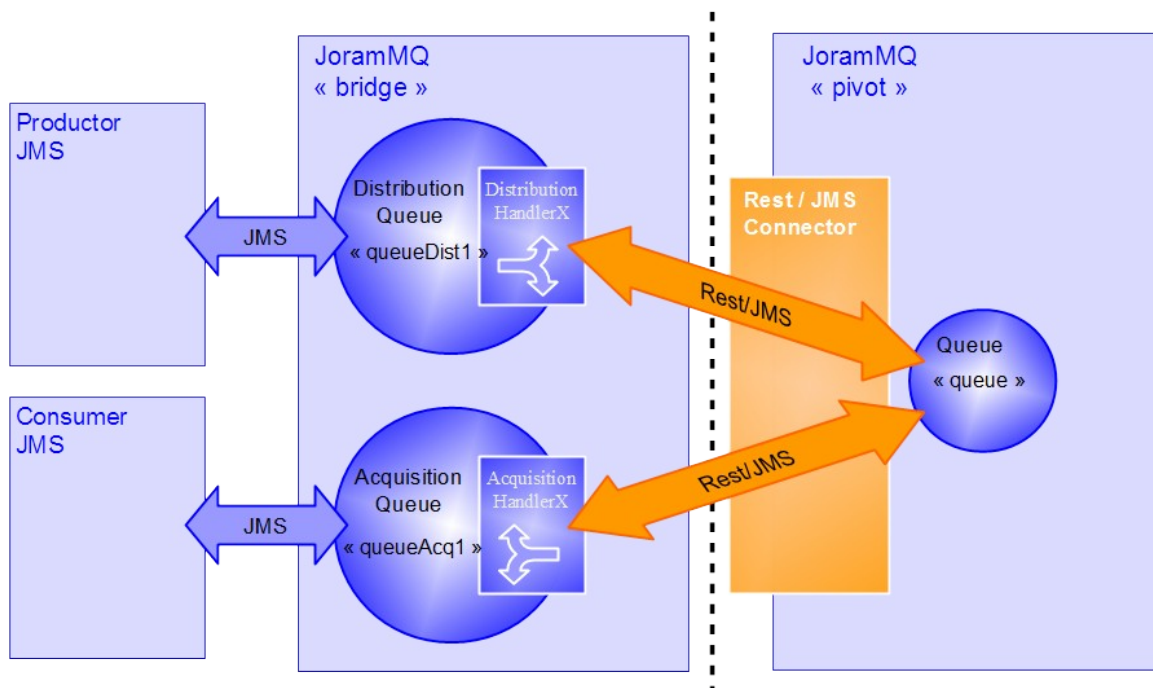 JoramMQ
« bridge »
JoramMQ
« pivot »
Productor
JMS
Distribution
Queue
« queueDist1 »
Distribution
HandlerX
Rest / JMS
Connector
JMS
Rest/JMS
Queue
« queue »
Consumer
JMS
Acquisition
Queue
« queueAcq1 »
Acquisition
HandlerX
JMS
Rest/JMS